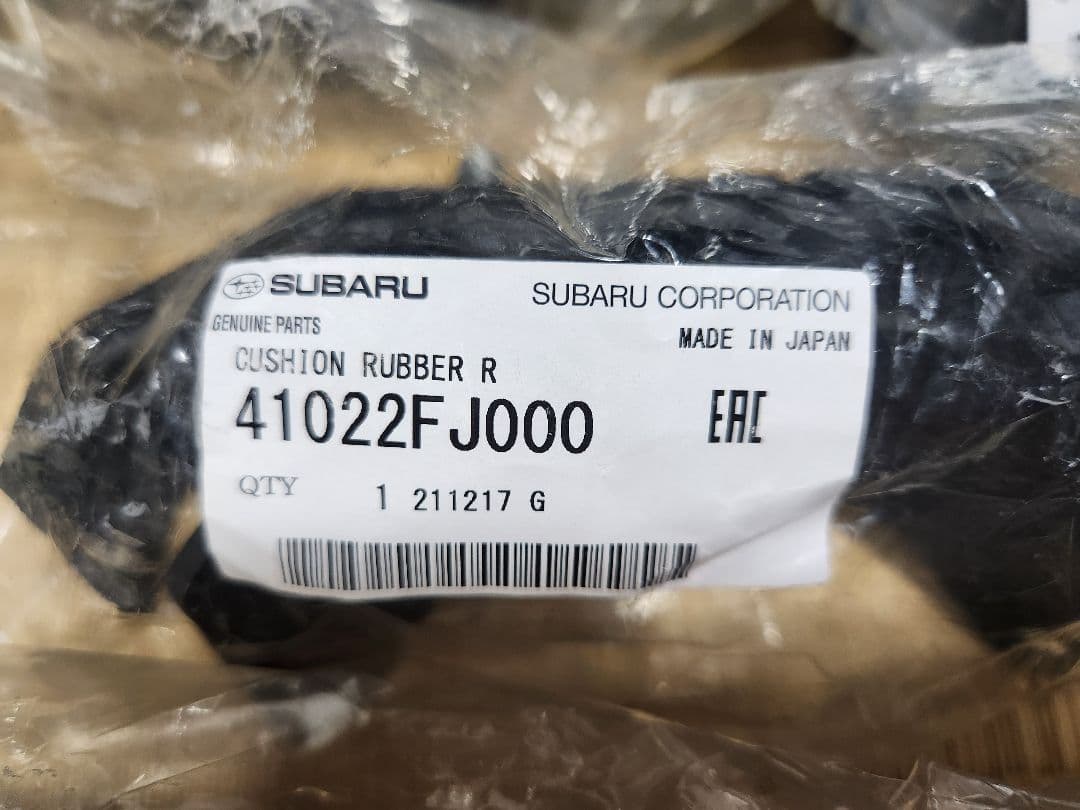 SUBARU SUBARU CORPORATION
GENUINE PARTS MADE IN JAPAN
CUSHION RUBBER R
41022FJ000 EAC
QTY 1 211217 G